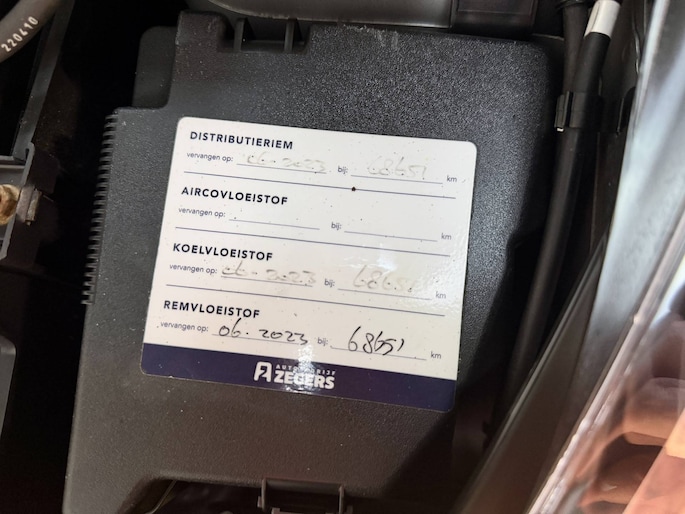 220410
DISTRIBUTIERIEM
vervangen op: 06-2023 bij: 68651 km
AIRCOVLOEISTOF
vervangen op: bij: km
KOELVLOEISTOF
vervangen op: 06-2023 bij: 68651 km
REMVLOEISTOF
vervangen op: 06.2023 bij: 68651 km
AUTOBEDRIJF
ZEGERS